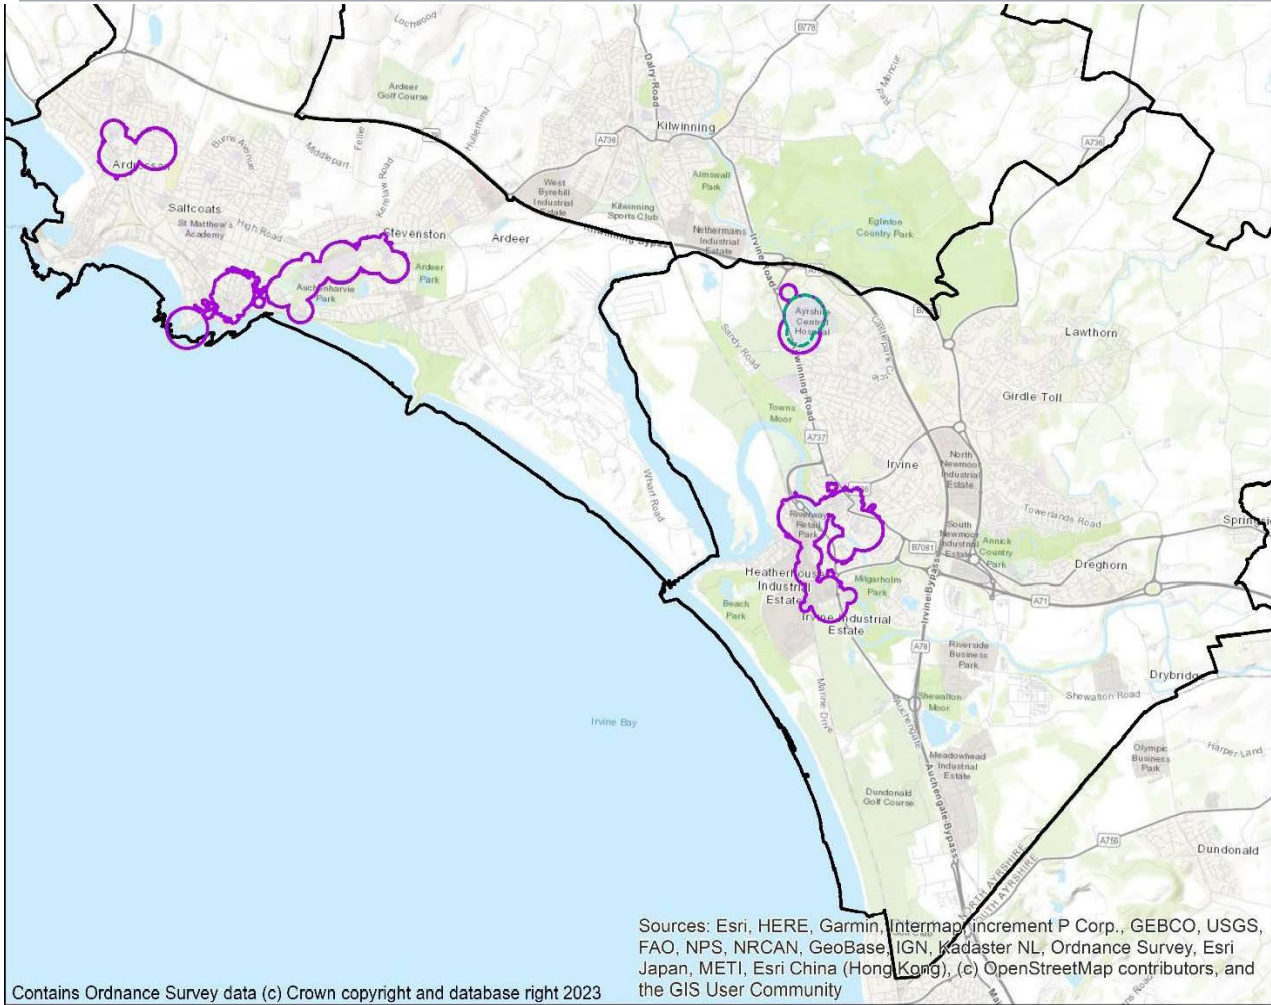 Lochwood
B778
Ardeer
Golf Course
Dalry-Road
Red Mencur
Kilwinning
A738
A736
Hullerhirst
Burns Avenue
Middlepart
Kerelaw Road
West
Byrehill
Industrial
Estate
Almswall
Park
Kilwinning
Sports Club
Eglinton
Country Park
Saltcoats
St Matthew's
Academy
High Road
Stevenston
Ardeer
Nethermains
Industrial
Estate
Irvine Road
Ardeer
Park
Auchenharvie
Park
Ayrshire
Central
Hospital
Lawthorn
Sandy Road
Castlepark Circle
Girdle Toll
Towns
Moor
A737
Irvine
North
Newmoor
Industrial
Estate
Wharf Road
Riverway
Retail
Park
Towerlands Road
South
Newmoor
Industrial
Estate
Annick
Country
Park
B7081
Dreghorn
Heatherhouse
Industrial
Estate
Milgarholm
Park
Beach
Park
Irvine Industrial
Estate
Irvine Bypass
A71
A78
Riverside
Business
Park
Drybridge
Shewalton Road
Shewalton
Moor
Marine Drive
Auchengate
Irvine Bay
Meadowhead
Industrial
Estate
Olympic
Business
Park
Harper Land
Auchengate-Bypass
Dundonald
Golf Course
A759
Dundonald
NORTH AYRSHIRE
SOUTH AYRSHIRE
Sources: Esri, HERE, Garmin, Intermap, increment P Corp., GEBCO, USGS,
FAO, NPS, NRCAN, GeoBase, IGN, Kadaster NL, Ordnance Survey, Esri
Japan, METI, Esri China (Hong Kong), (c) OpenStreetMap contributors, and
the GIS User Community
Contains Ordnance Survey data (c) Crown copyright and database right 2023